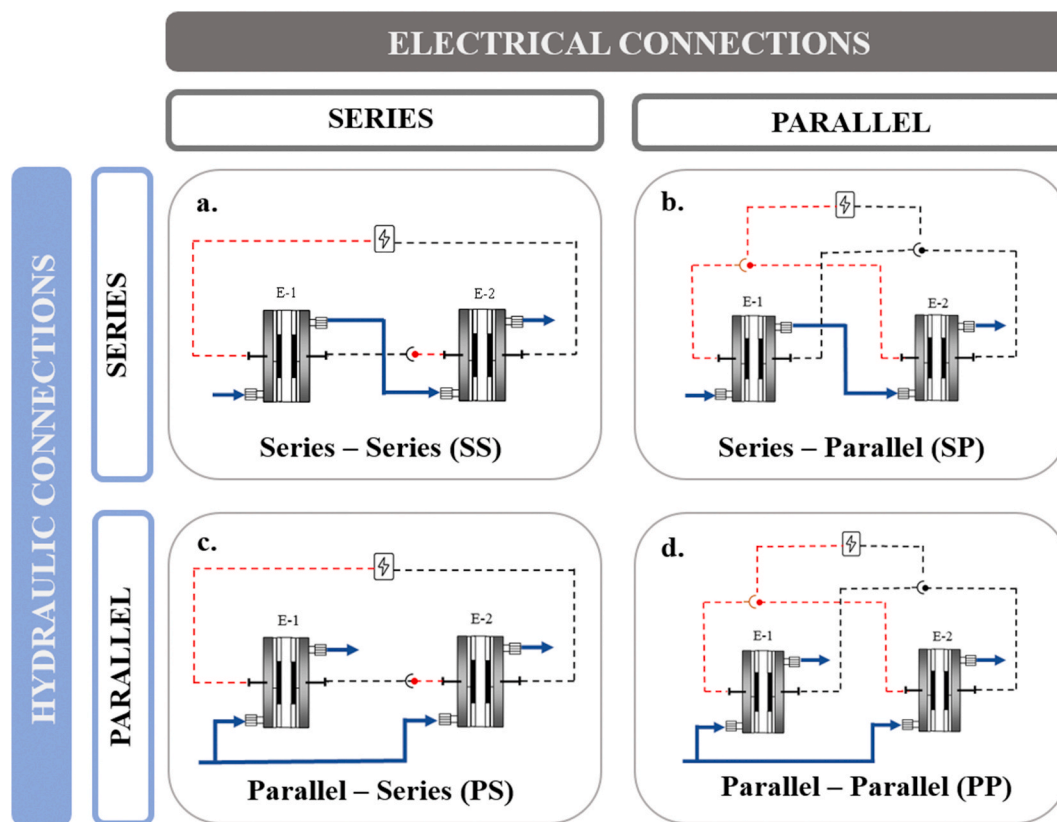 ELECTRICAL CONNECTIONS
SERIES
PARALLEL
HYDRAULIC CONNECTIONS
SERIES
a.
E-1
E-2
Series – Series (SS)
b.
E-1
E-2
Series – Parallel (SP)
PARALLEL
c.
E-1
E-2
Parallel – Series (PS)
d.
E-1
E-2
Parallel – Parallel (PP)